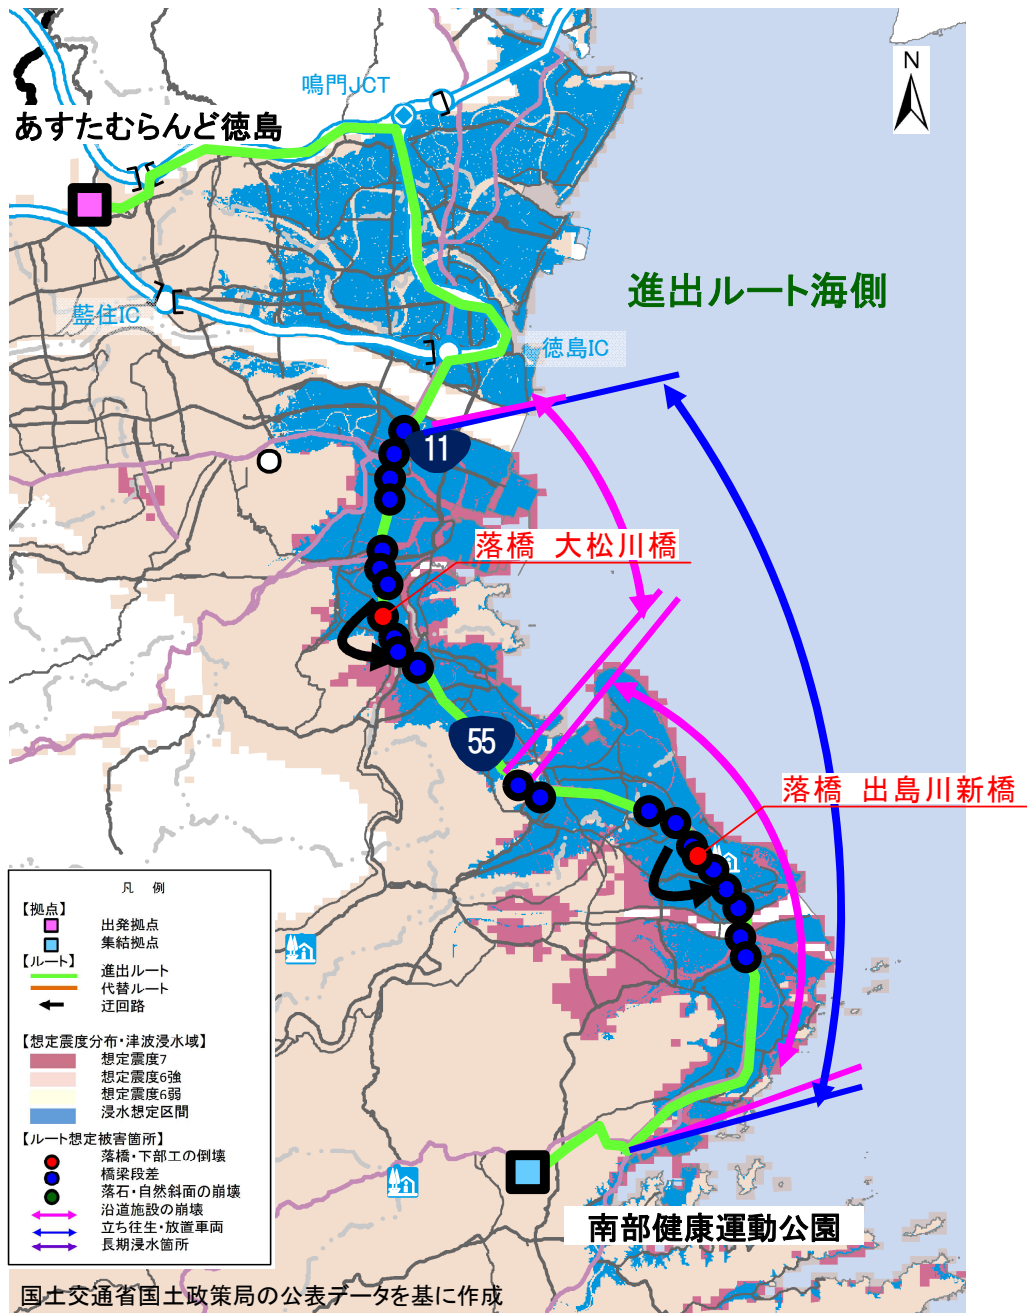 鳴門JCT
N
あすたむらんど徳島
進出ルート海側
藍住IC
徳島IC
11
落橋 大松川橋
55
落橋 出島川新橋
凡 例
【拠点】
出発拠点
集結拠点
【ルート】
進出ルート
代替ルート
迂回路
【想定震度分布・津波浸水域】
想定震度7
想定震度6強
想定震度6弱
浸水想定区間
【ルート想定被害箇所】
落橋・下部工の倒壊
橋梁段差
落石・自然斜面の崩壊
沿道施設の崩壊
立ち往生・放置車両
長期浸水箇所
南部健康運動公園
国土交通省国土政策局の公表データを基に作成